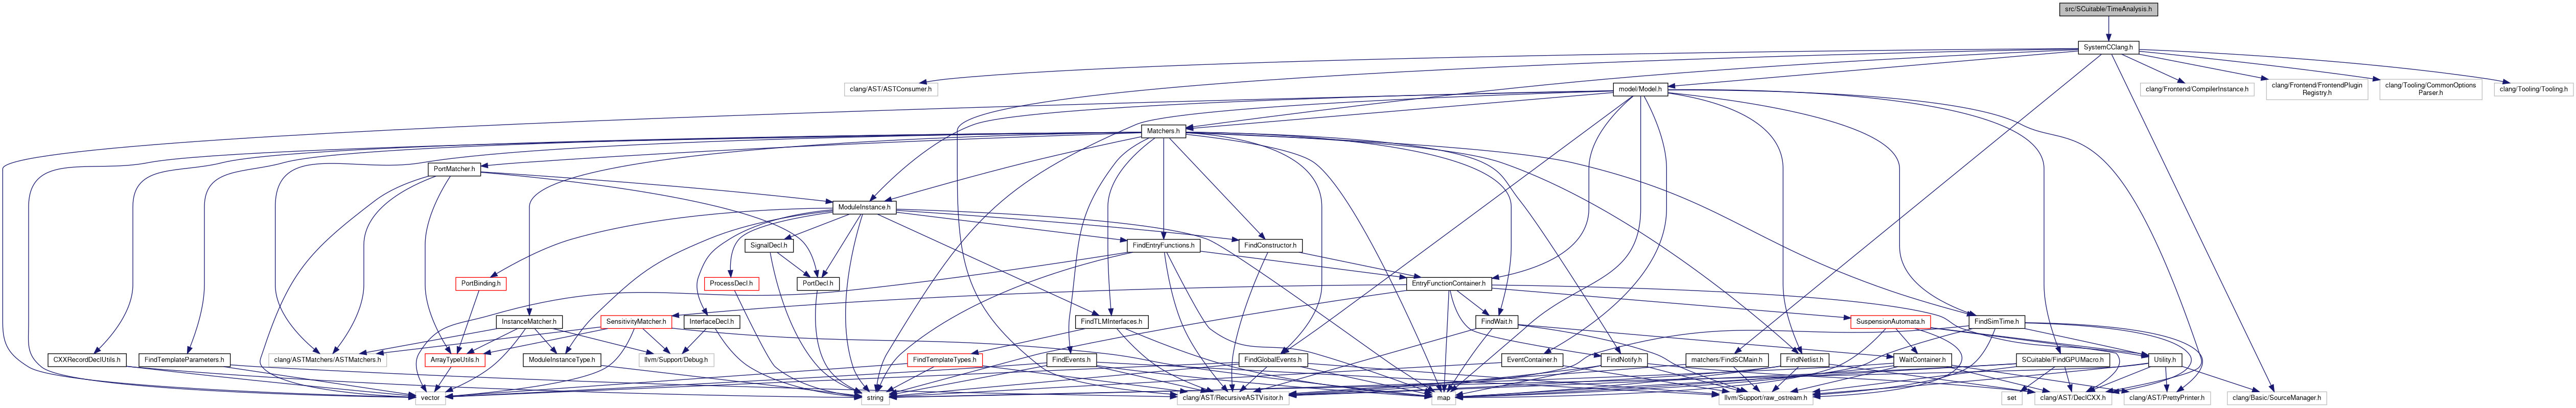 src/SCuitable/TimeAnalysis.h
SystemCClang.h
clang/AST/ASTConsumer.h
model/Model.h
clang/Frontend/CompilerInstance.h
clang/Frontend/FrontendPlugin
Registry.h
clang/Tooling/CommonOptions
Parser.h
clang/Tooling/Tooling.h
Matchers.h
PortMatcher.h
ModuleInstance.h
SignalDecl.h
FindEntryFunctions.h
FindConstructor.h
PortBinding.h
ProcessDecl.h
PortDecl.h
EntryFunctionContainer.h
InstanceMatcher.h
SensitivityMatcher.h
InterfaceDecl.h
FindTLMInterfaces.h
FindWait.h
SuspensionAutomata.h
FindSimTime.h
CXXRecordDeclUtils.h
FindTemplateParameters.h
clang/ASTMatchers/ASTMatchers.h
ArrayTypeUtils.h
ModuleInstanceType.h
llvm/Support/Debug.h
FindTemplateTypes.h
FindEvents.h
FindGlobalEvents.h
EventContainer.h
FindNotify.h
matchers/FindSCMain.h
FindNetlist.h
WaitContainer.h
SCuitable/FindGPUMacro.h
Utility.h
vector
string
clang/AST/RecursiveASTVisitor.h
map
llvm/Support/raw_ostream.h
set
clang/AST/DeclCXX.h
clang/AST/PrettyPrinter.h
clang/Basic/SourceManager.h